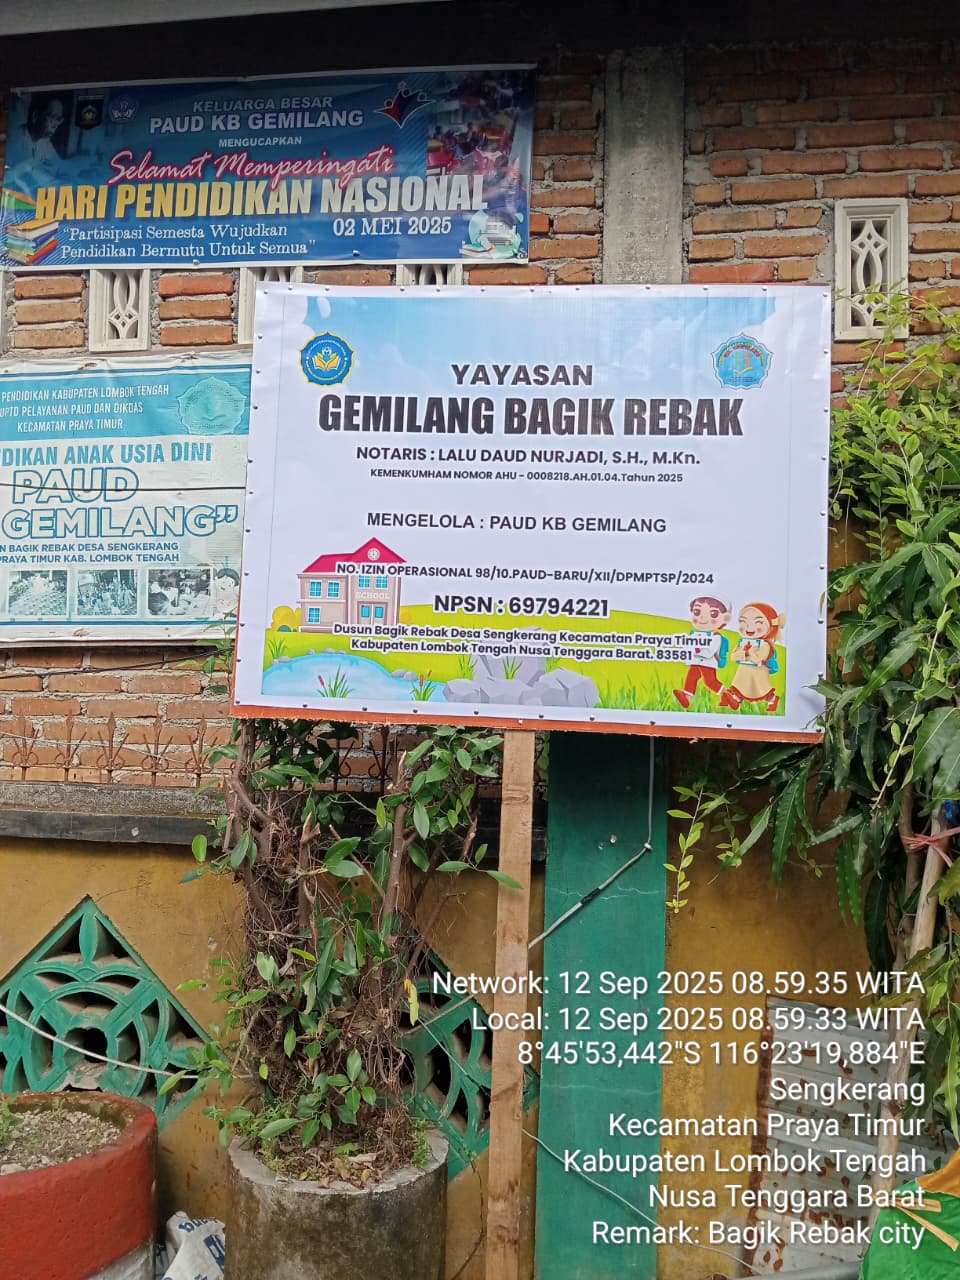 KELUARGA BESAR
PAUD KB GEMILANG
MENGUCAPKAN
Selamat Memperingati
HARI PENDIDIKAN NASIONAL
02 MEI 2025
"Partisipasi Semesta Wujudkan
Pendidikan Bermutu Untuk Semua"
PENDIDIKAN KABUPATEN LOMBOK TENGAH
UPTD PELAYANAN PAUD DAN DIKDAS
KECAMATAN PRAYA TIMUR
DIKAN ANAK USIA DINI
PAUD
GEMILANG"
N BAGIK REBAK DESA SENGKERANG
PRAYA TIMUR KAB. LOMBOK TENGAH
YAYASAN
GEMILANG BAGIK REBAK
NOTARIS : LALU DAUD NURJADI, S.H., M.Kn.
KEMENKUMHAM NOMOR AHU - 0008218.AH.01.04.Tahun 2025
MENGELOLA : PAUD KB GEMILANG
NO. IZIN OPERASIONAL 98/10.PAUD-BARU/XII/DPMPTSP/2024
SCHOOL
NPSN : 69794221
Dusun Bagik Rebak Desa Sengkerang Kecamatan Praya Timur
Kabupaten Lombok Tengah Nusa Tenggara Barat. 83581
Network: 12 Sep 2025 08.59.35 WITA
Local: 12 Sep 2025 08.59.33 WITA
8°45'53,442"S 116°23'19,884"E
Sengkerang
Kecamatan Praya Timur
Kabupaten Lombok Tengah
Nusa Tenggara Barat
Remark: Bagik Rebak city